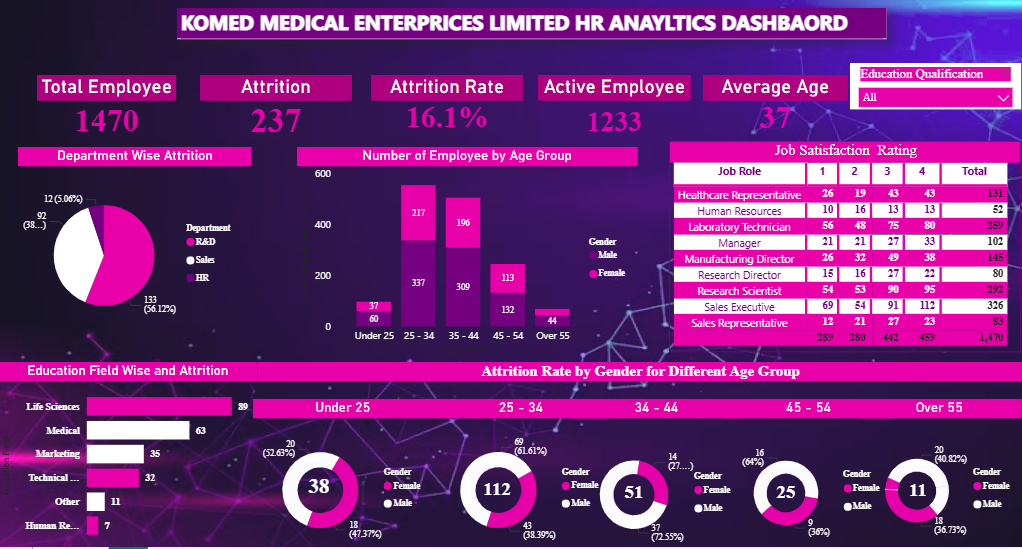 KOMED MEDICAL ENTERPRICES LIMITED HR ANAYLTICS DASHBAORD
Total Employee
1470
Attrition
237
Attrition Rate
16.1%
Active Employee
1233
Average Age
37
Education Qualification
All
Department Wise Attrition
12 (5.06%)
92
(38...)
133
(56.12%)
Department
R&D
Sales
HR
Number of Employee by Age Group
600
400
200
0
37
60
217
337
196
309
113
132
44
Under 25 25 - 34 35 - 44 45 - 54 Over 55
Gender
Male
Female
Job Satisfaction Rating
Job Role 1 2 3 4 Total
Healthcare Representative 26 19 43 43 131
Human Resources 10 16 13 13 52
Laboratory Technician 56 48 75 80 259
Manager 21 21 27 33 102
Manufacturing Director 26 32 49 38 145
Research Director 15 16 27 22 80
Research Scientist 54 53 90 95 292
Sales Executive 69 54 91 112 326
Sales Representative 12 21 27 23 83
289 280 442 459 1,470
Education Field Wise and Attrition
Life Sciences 89
Medical 63
Marketing 35
Technical ... 32
Other 11
Human Re... 7
Attrition Rate by Gender for Different Age Group
Under 25
25 - 34
34 - 44
45 - 54
Over 55
20
(52.63%)
38
18
(47.37%)
Gender
Female
Male
69
(61.61%)
112
43
(38.39%)
Gender
Female
Male
14
(27....)
51
37
(72.55%)
Gender
Female
Male
16
(64%)
25
9
(36%)
Gender
Female
Male
20
(40.82%)
11
18
(36.73%)
Gender
Female
Male